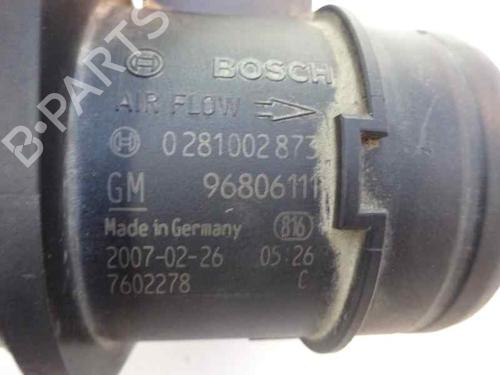 BOSCH
AIR FLOW
0 281 002 873
GM 96806111
Made in Germany 816
2007-02-26 05:26
7602278 C
B-PARTS